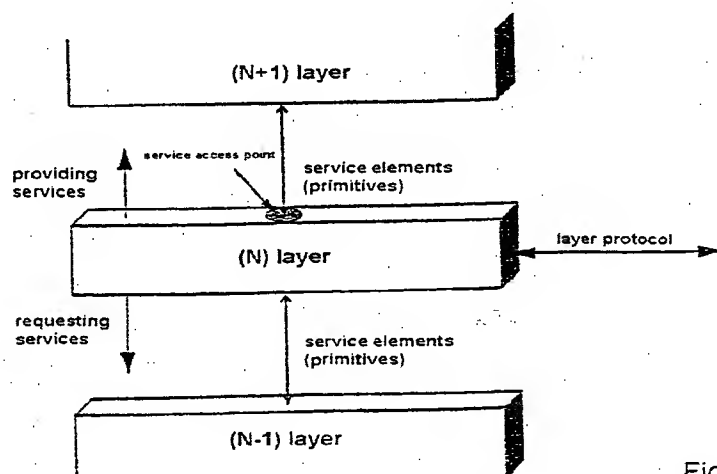 (N+1) layer
service access point
providing
services
service elements
(primitives)
(N) layer
layer protocol
requesting
services
service elements
(primitives)
(N-1) layer
Fig